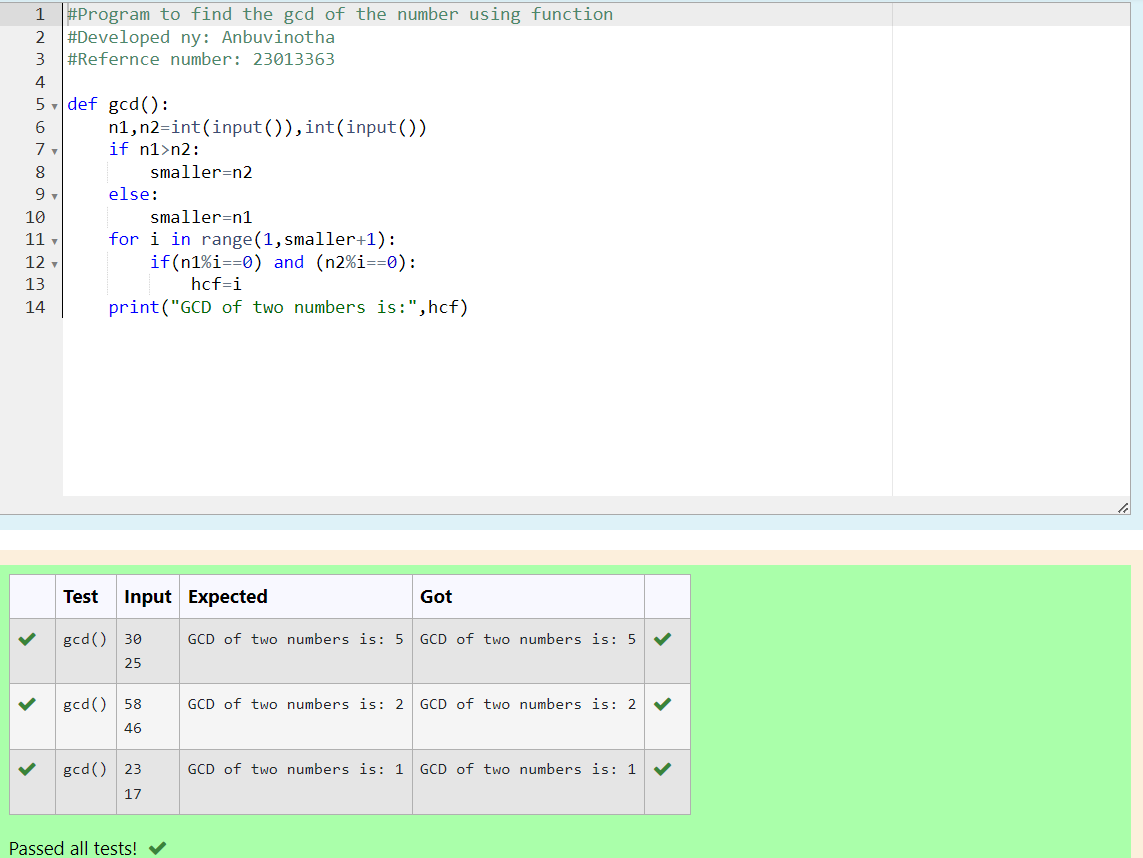 1 #Program to find the gcd of the number using function
2 #Developed ny: Anbuvinotha
3 #Refernce number: 23013363
4
5 def gcd():
6     n1,n2=int(input()),int(input())
7     if n1>n2:
8         smaller=n2
9     else:
10         smaller=n1
11     for i in range(1,smaller+1):
12         if(n1%i==0) and (n2%i==0):
13             hcf=i
14     print("GCD of two numbers is:",hcf)
Test Input Expected Got
gcd() 30 GCD of two numbers is: 5 GCD of two numbers is: 5
25
gcd() 58 GCD of two numbers is: 2 GCD of two numbers is: 2
46
gcd() 23 GCD of two numbers is: 1 GCD of two numbers is: 1
17
Passed all tests!